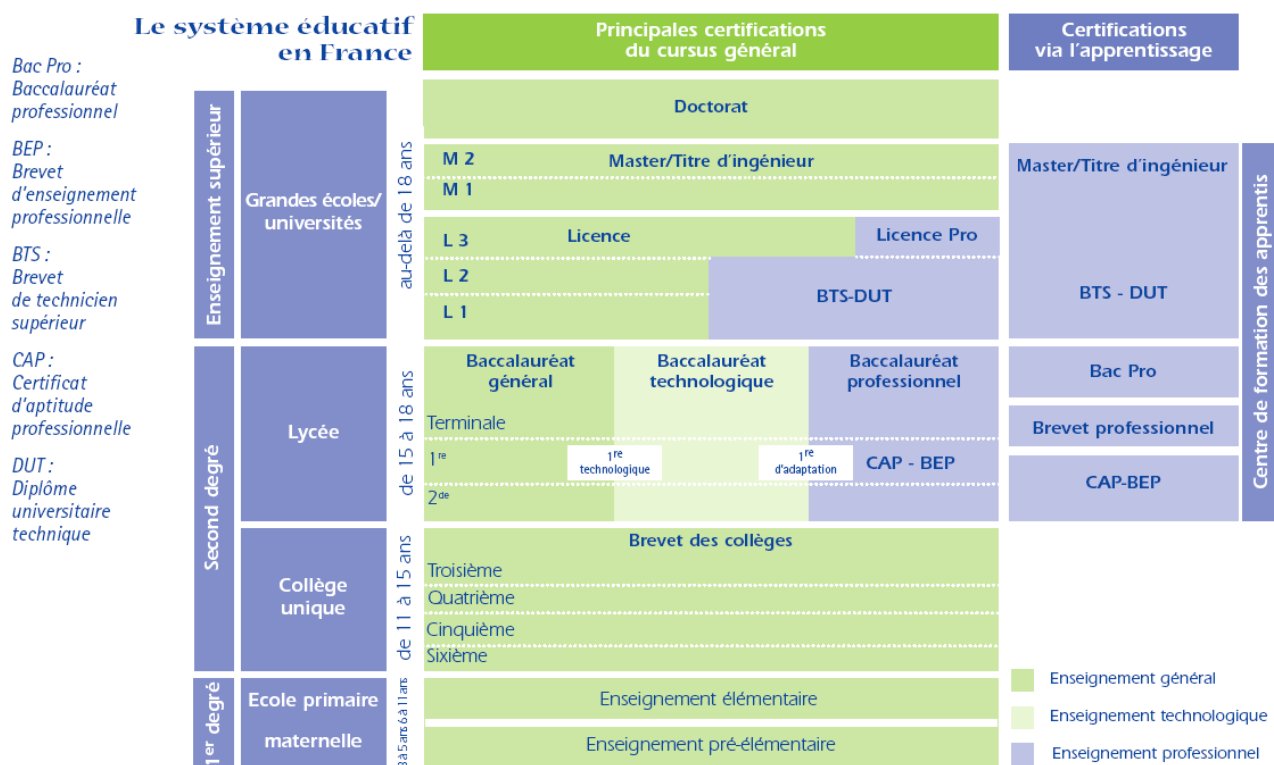 Le système éducatif
en France
Principales certifications
du cursus général
Certifications
via l'apprentissage
Bac Pro :
Baccalauréat
professionnel
BEP :
Brevet
d'enseignement
professionnelle
BTS :
Brevet
de technicien
supérieur
CAP :
Certificat
d'aptitude
professionnelle
DUT :
Diplôme
universitaire
technique
Enseignement supérieur
Grandes écoles/
universités
au-delà de 18 ans
Doctorat
M 2
Master/Titre d'ingénieur
M 1
L 3
Licence
Licence Pro
L 2
L 1
BTS-DUT
Master/Titre d'ingénieur
BTS - DUT
Centre de formation des apprentis
Second degré
Lycée
de 15 à 18 ans
Baccalauréat
général
Baccalauréat
technologique
Baccalauréat
professionnel
Terminale
1re
1re
technologique
1re
d'adaptation
CAP - BEP
2de
Bac Pro
Brevet professionnel
CAP-BEP
Collège
unique
de 11 à 15 ans
Brevet des collèges
Troisième
Quatrième
Cinquième
Sixième
1er degré
Ecole primaire
maternelle
6 à 11 ans
3 à 5 ans
Enseignement élémentaire
Enseignement pré-élémentaire
Enseignement général
Enseignement technologique
Enseignement professionnel